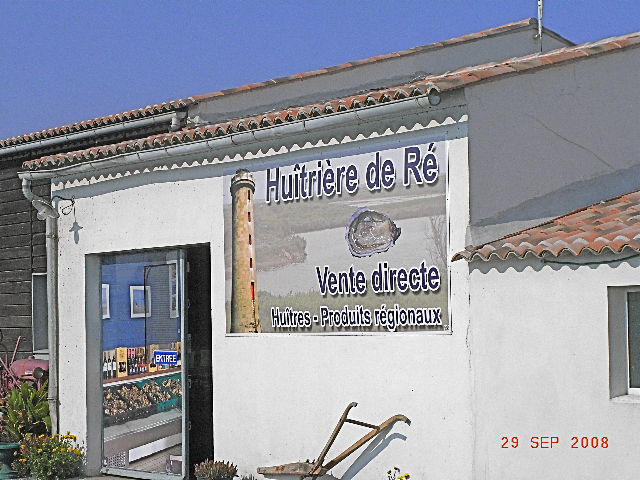 Huîtrière de Ré
Vente directe
Huîtres - Produits régionaux
ENTREE
29 SEP 2008